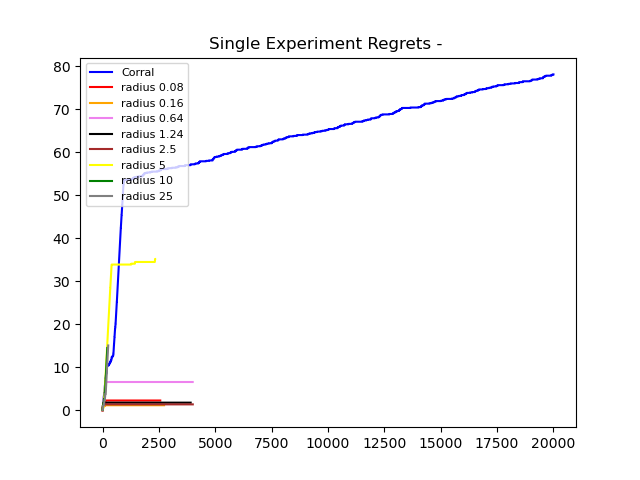 Single Experiment Regrets -
80
70
60
50
40
30
20
10
0
Corral
radius 0.08
radius 0.16
radius 0.64
radius 1.24
radius 2.5
radius 5
radius 10
radius 25
0 2500 5000 7500 10000 12500 15000 17500 20000